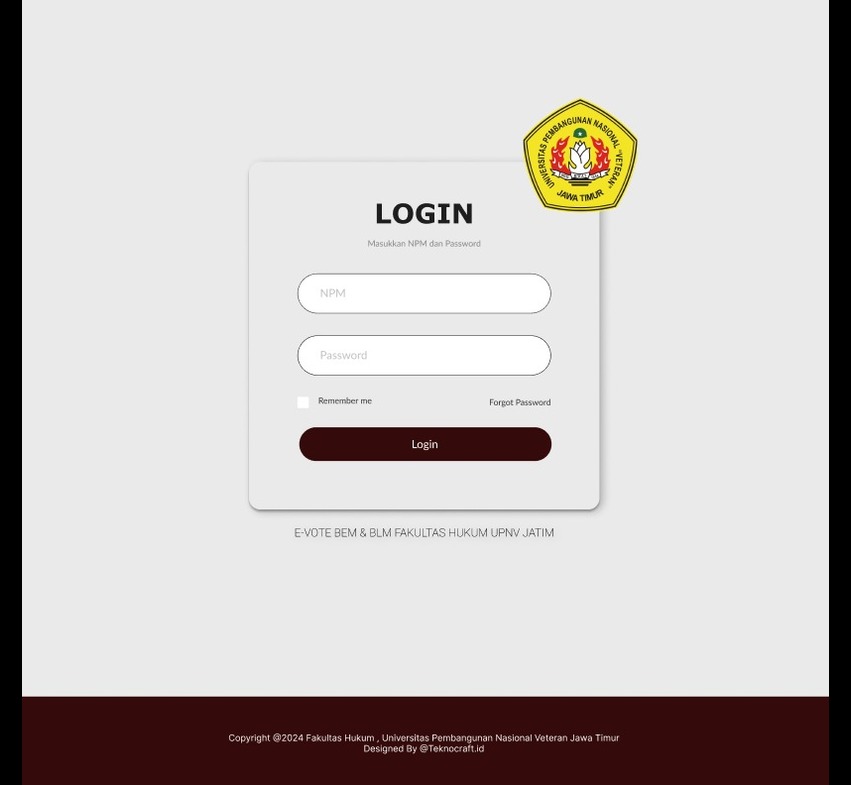 UNIVERSITAS PEMBANGUNAN NASIONAL "VETERAN"
JAWA TIMUR
LOGIN
Masukkan NPM dan Password
NPM
Password
Remember me
Forgot Password
Login
E-VOTE BEM & BLM FAKULTAS HUKUM UPNV JATIM
Copyright @2024 Fakultas Hukum , Universitas Pembangunan Nasional Veteran Jawa Timur
Designed By @Teknocraft.id